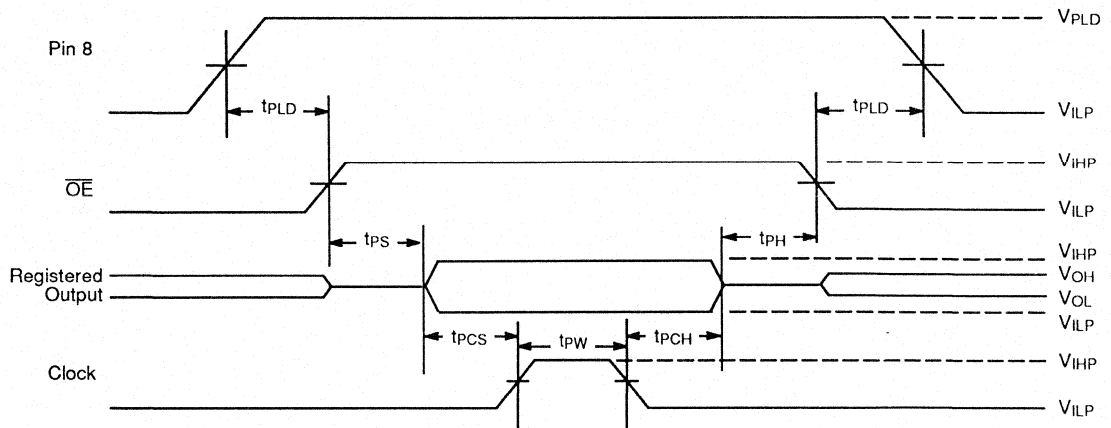 Pin 8
tPLD
tPLD
VPLD
VILP
OE
VIHP
VILP
tPS
tPH
Registered
Output
VIHP
VOH
VOL
VILP
tPCS
tPW
tPCH
Clock
VIHP
VILP